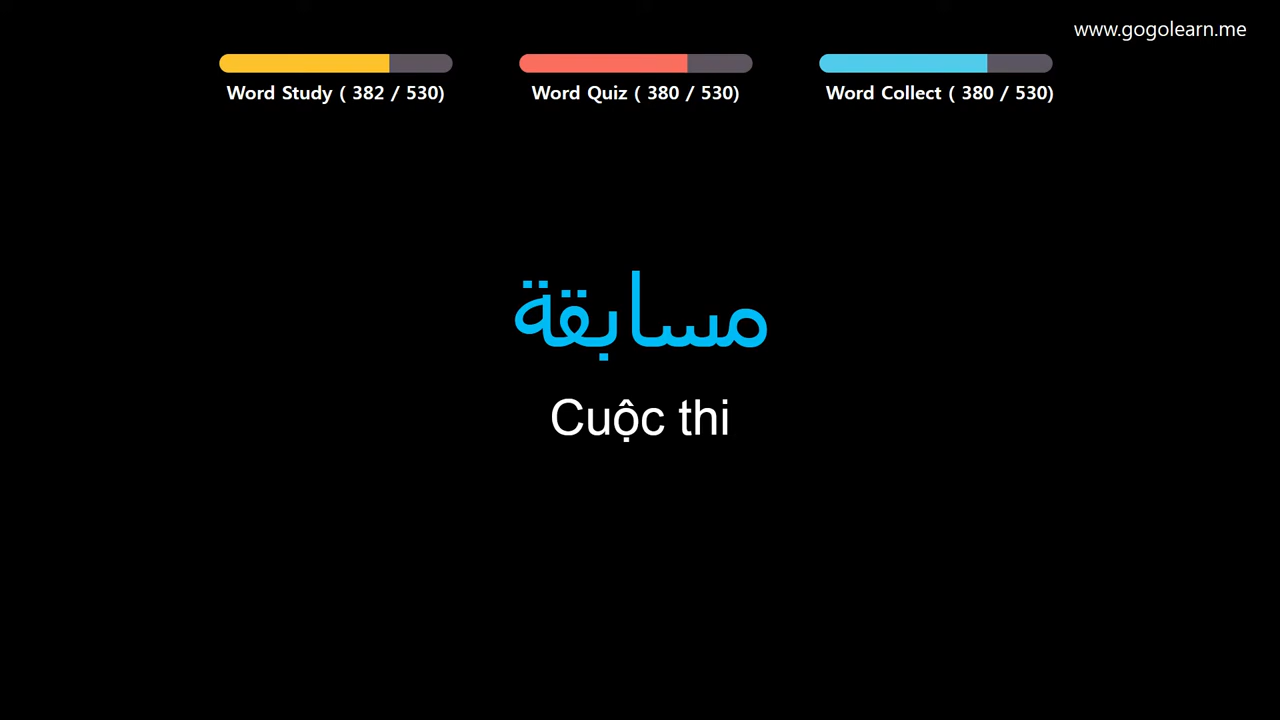 www.gogolearn.me
Word Study ( 382 / 530)
Word Quiz ( 380 / 530)
Word Collect ( 380 / 530)
مسابقة
Cuộc thi